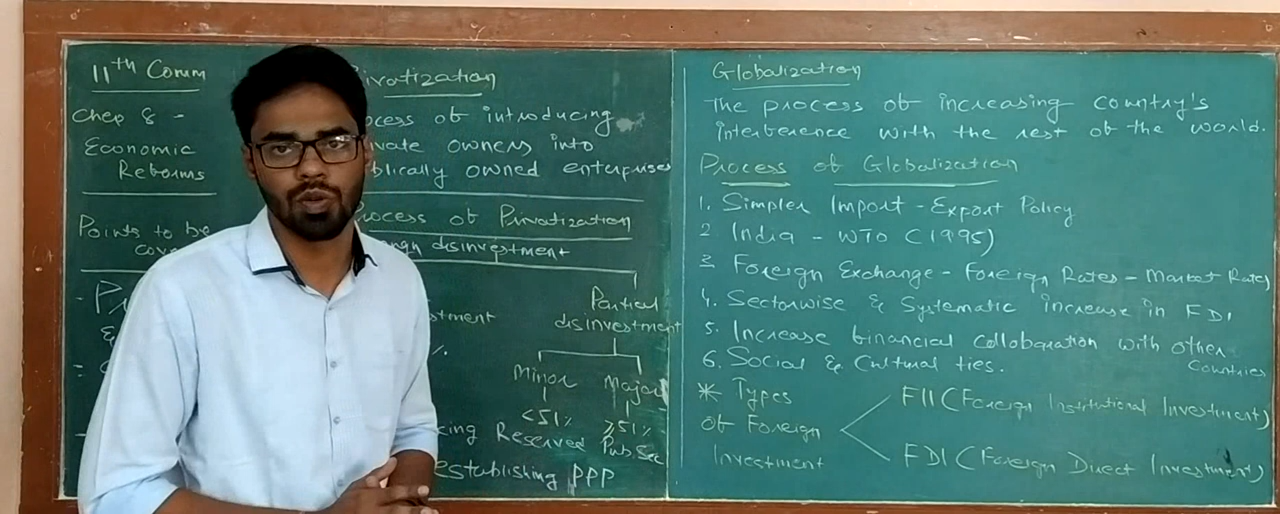 11th Comm
Chep 8 -
Economic
Reforms
Points to be
ivatization
ocess of introducing
ivate owners into
blically owned enterprises
ocess of Privatization
disinvestment
stment
%.
Partial
disinvestment
Minor Major
<51% ≥51%
Reserved Pub.Sec
establishing PPP
Globalization
The process of increasing country's
interference with the rest of the world.
Process of Globalization
1. Simpler Import - Export Policy
2 India - WTO (1995)
3 Foreign Exchange - Foreign Rates - Market Rates
4. Sectorwise & Systematic increase in FDI
5. Increase financial collaboration with other
countries
6. Social & Cultural ties.
* Types
of Foreign
Investment
FII (Foreign Institutional Investment)
FDI (Foreign Direct Investment)